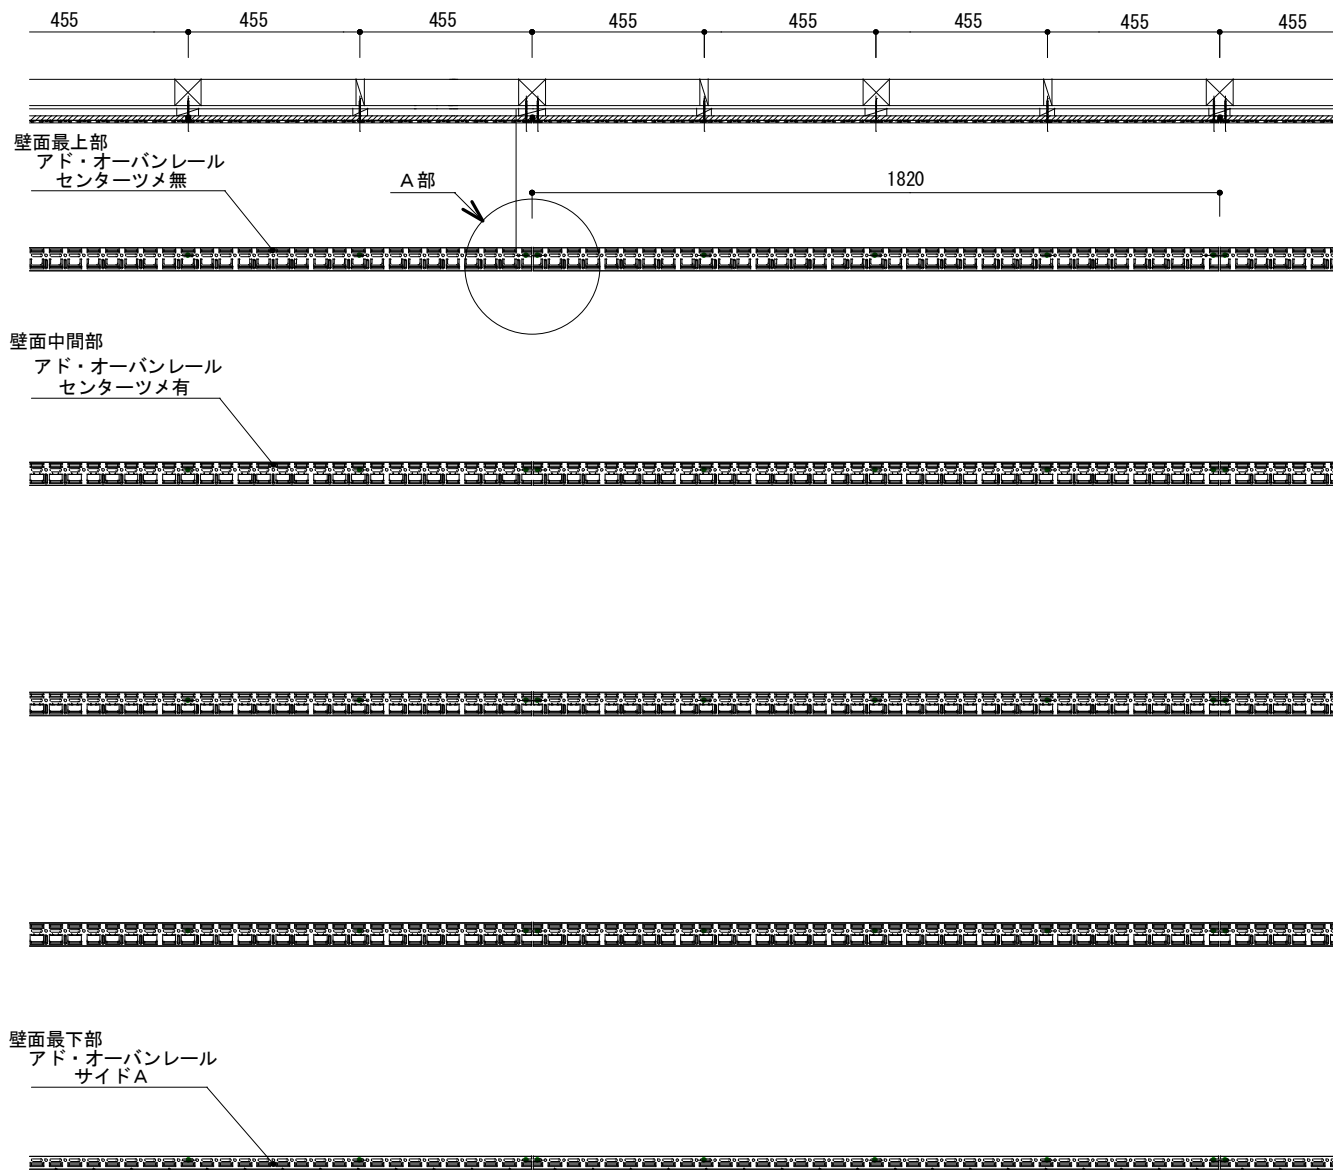 455 455 455 455 455 455 455 455
壁面最上部
アド・オーバンレール
センターツメ無
A部
1820
壁面中間部
アド・オーバンレール
センターツメ有
壁面最下部
アド・オーバンレール
サイドA